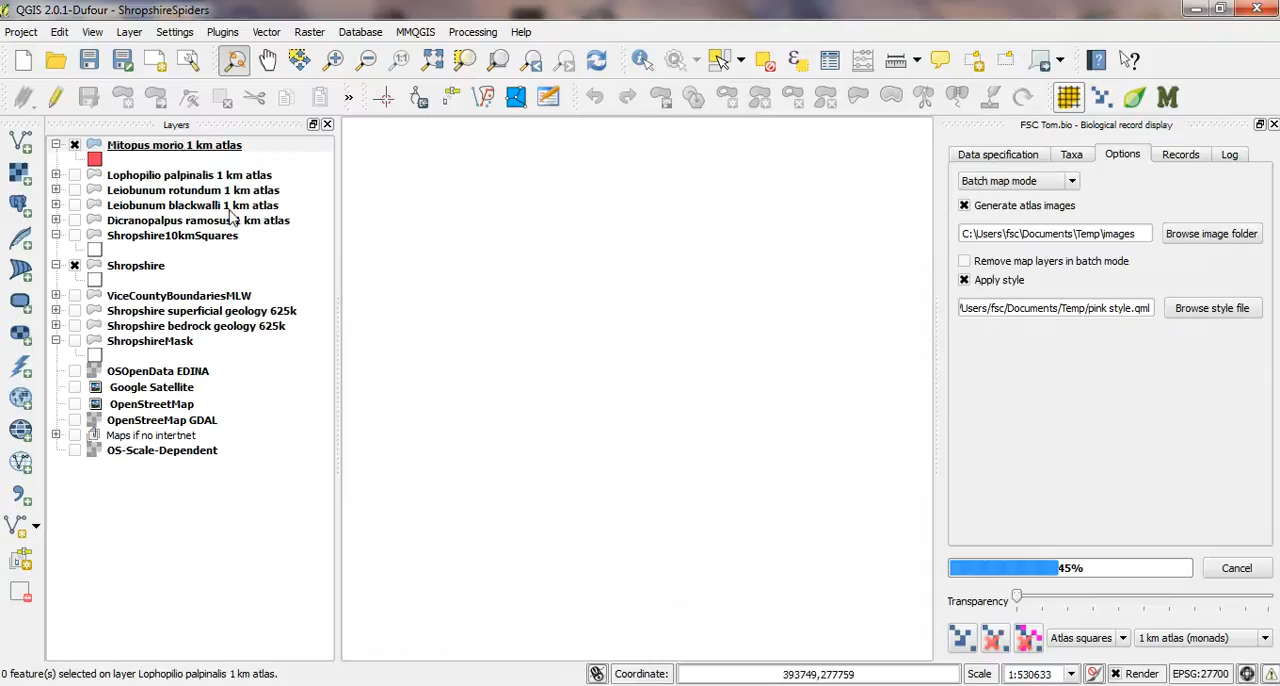 QGIS 2.0.1-Dufour - ShropshireSpiders
Project Edit View Layer Settings Plugins Vector Raster Database MMQGIS Processing Help
Layers
Mitopus morio 1 km atlas
Lophopilio palpinalis 1 km atlas
Leiobunum rotundum 1 km atlas
Leiobunum blackwalli 1 km atlas
Dicranopalpus ramosus 1 km atlas
Shropshire10kmSquares
Shropshire
ViceCountyBoundariesMLW
Shropshire superficial geology 625k
Shropshire bedrock geology 625k
ShropshireMask
OSOpenData EDINA
Google Satellite
OpenStreetMap
OpenStreeMap GDAL
Maps if no internet
OS-Scale-Dependent
FSC Tom.bio - Biological record display
Data specification Taxa Options Records Log
Batch map mode
Generate atlas images
C:\Users\fsc\Documents\Temp\images Browse image folder
Remove map layers in batch mode
Apply style
/Users/fsc/Documents/Temp/pink style.qml Browse style file
45% Cancel
Transparency
Atlas squares 1 km atlas (monads)
0 feature(s) selected on layer Lophopilio palpinalis 1 km atlas. Coordinate: 393749,277759 Scale 1:530633 Render EPSG:27700